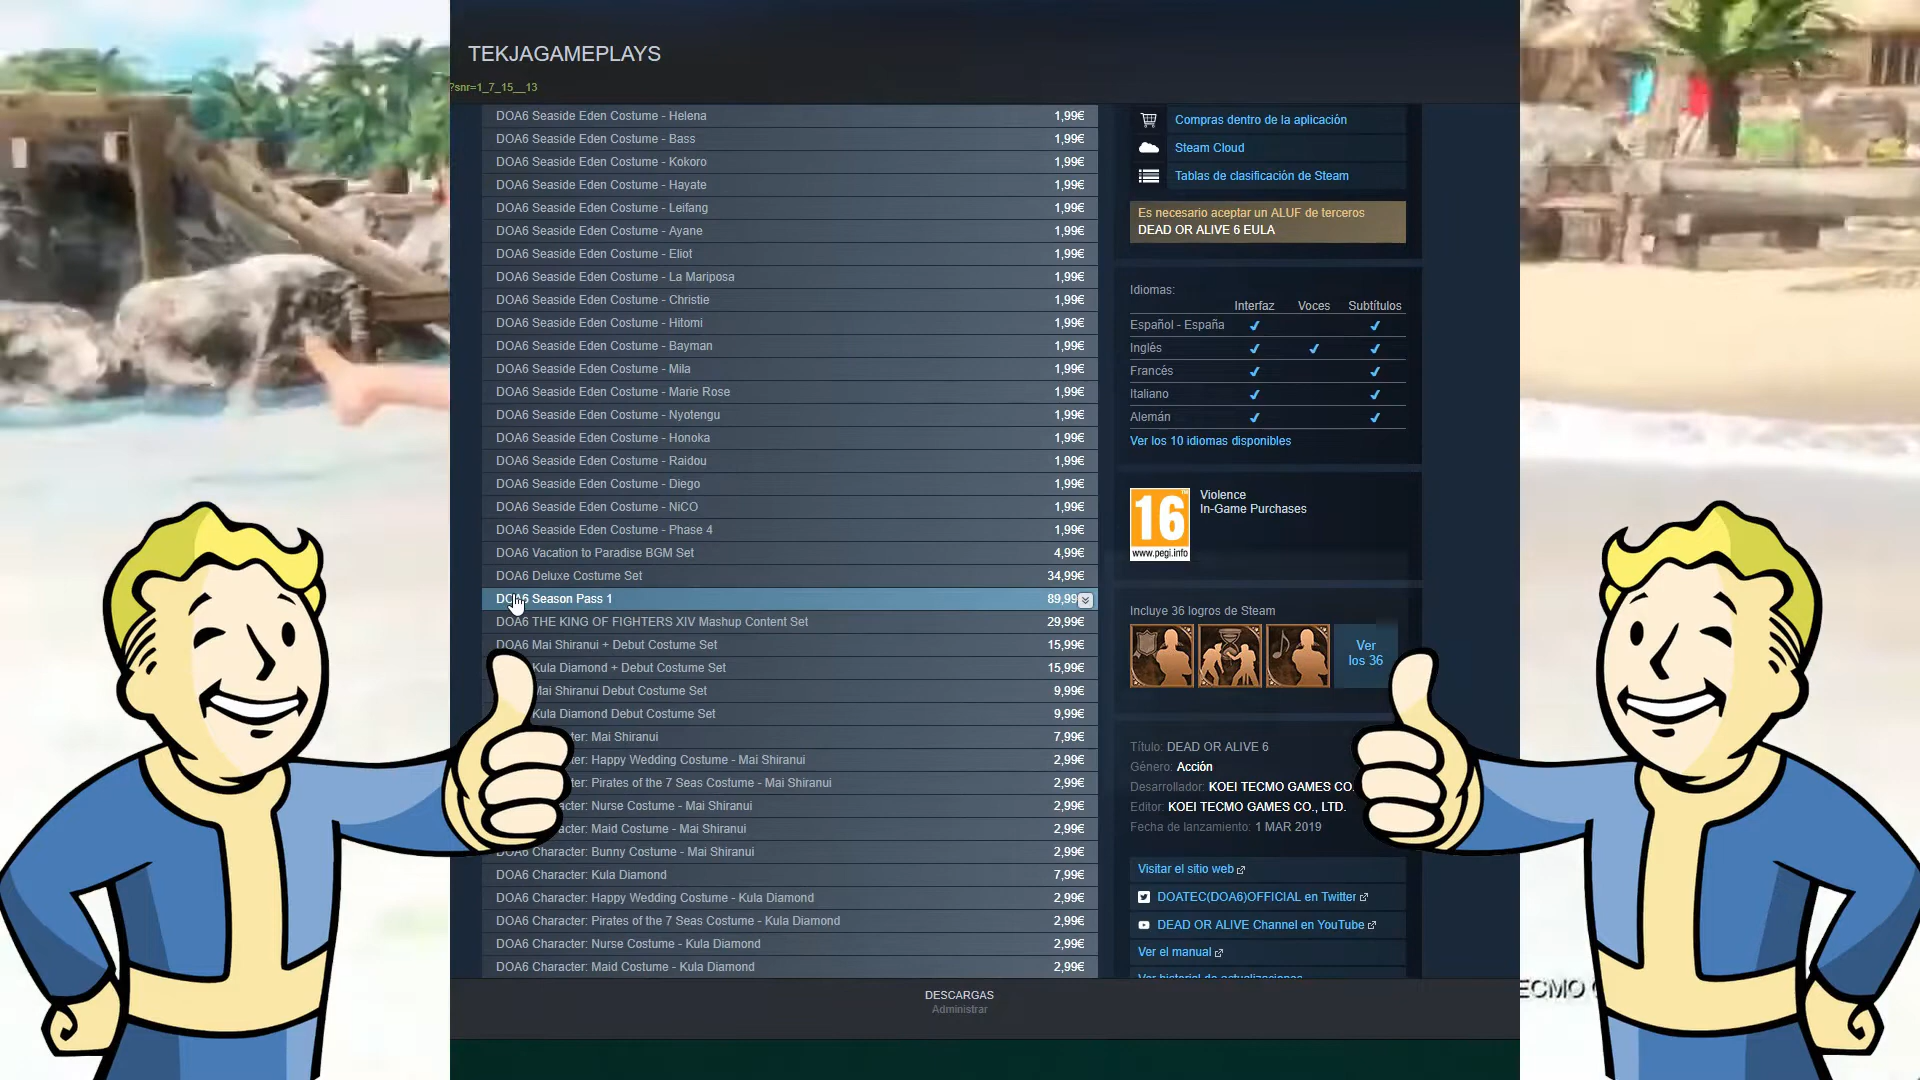 TEKJAGAMEPLAYS
?snr=1_7_15__13
DOA6 Seaside Eden Costume - Helena 1,99€
DOA6 Seaside Eden Costume - Bass 1,99€
DOA6 Seaside Eden Costume - Kokoro 1,99€
DOA6 Seaside Eden Costume - Hayate 1,99€
DOA6 Seaside Eden Costume - Leifang 1,99€
DOA6 Seaside Eden Costume - Ayane 1,99€
DOA6 Seaside Eden Costume - Eliot 1,99€
DOA6 Seaside Eden Costume - La Mariposa 1,99€
DOA6 Seaside Eden Costume - Christie 1,99€
DOA6 Seaside Eden Costume - Hitomi 1,99€
DOA6 Seaside Eden Costume - Bayman 1,99€
DOA6 Seaside Eden Costume - Mila 1,99€
DOA6 Seaside Eden Costume - Marie Rose 1,99€
DOA6 Seaside Eden Costume - Nyotengu 1,99€
DOA6 Seaside Eden Costume - Honoka 1,99€
DOA6 Seaside Eden Costume - Raidou 1,99€
DOA6 Seaside Eden Costume - Diego 1,99€
DOA6 Seaside Eden Costume - NiCO 1,99€
DOA6 Seaside Eden Costume - Phase 4 1,99€
DOA6 Vacation to Paradise BGM Set 4,99€
DOA6 Deluxe Costume Set 34,99€
DOA6 Season Pass 1 89,99
DOA6 THE KING OF FIGHTERS XIV Mashup Content Set 29,99€
DOA6 Mai Shiranui + Debut Costume Set 15,99€
Kula Diamond + Debut Costume Set 15,99€
Mai Shiranui Debut Costume Set 9,99€
Kula Diamond Debut Costume Set 9,99€
ter: Mai Shiranui 7,99€
cter: Happy Wedding Costume - Mai Shiranui 2,99€
cter: Pirates of the 7 Seas Costume - Mai Shiranui 2,99€
acter: Nurse Costume - Mai Shiranui 2,99€
acter: Maid Costume - Mai Shiranui 2,99€
DOA6 Character: Bunny Costume - Mai Shiranui 2,99€
DOA6 Character: Kula Diamond 7,99€
DOA6 Character: Happy Wedding Costume - Kula Diamond 2,99€
DOA6 Character: Pirates of the 7 Seas Costume - Kula Diamond 2,99€
DOA6 Character: Nurse Costume - Kula Diamond 2,99€
DOA6 Character: Maid Costume - Kula Diamond 2,99€
Compras dentro de la aplicación
Steam Cloud
Tablas de clasificación de Steam
Es necesario aceptar un ALUF de terceros
DEAD OR ALIVE 6 EULA
Idiomas:
Interfaz Voces Subtítulos
Español - España ✔ ✔
Inglés ✔ ✔ ✔
Francés ✔ ✔
Italiano ✔ ✔
Alemán ✔ ✔
Ver los 10 idiomas disponibles
16
www.pegi.info
Violence
In-Game Purchases
Incluye 36 logros de Steam
Ver
los 36
Título: DEAD OR ALIVE 6
Género: Acción
Desarrollador: KOEI TECMO GAMES CO.
Editor: KOEI TECMO GAMES CO., LTD.
Fecha de lanzamiento: 1 MAR 2019
Visitar el sitio web
DOATEC(DOA6)OFFICIAL en Twitter
DEAD OR ALIVE Channel en YouTube
Ver el manual
Ver historial de actualizaciones
DESCARGAS
Administrar
ECMO